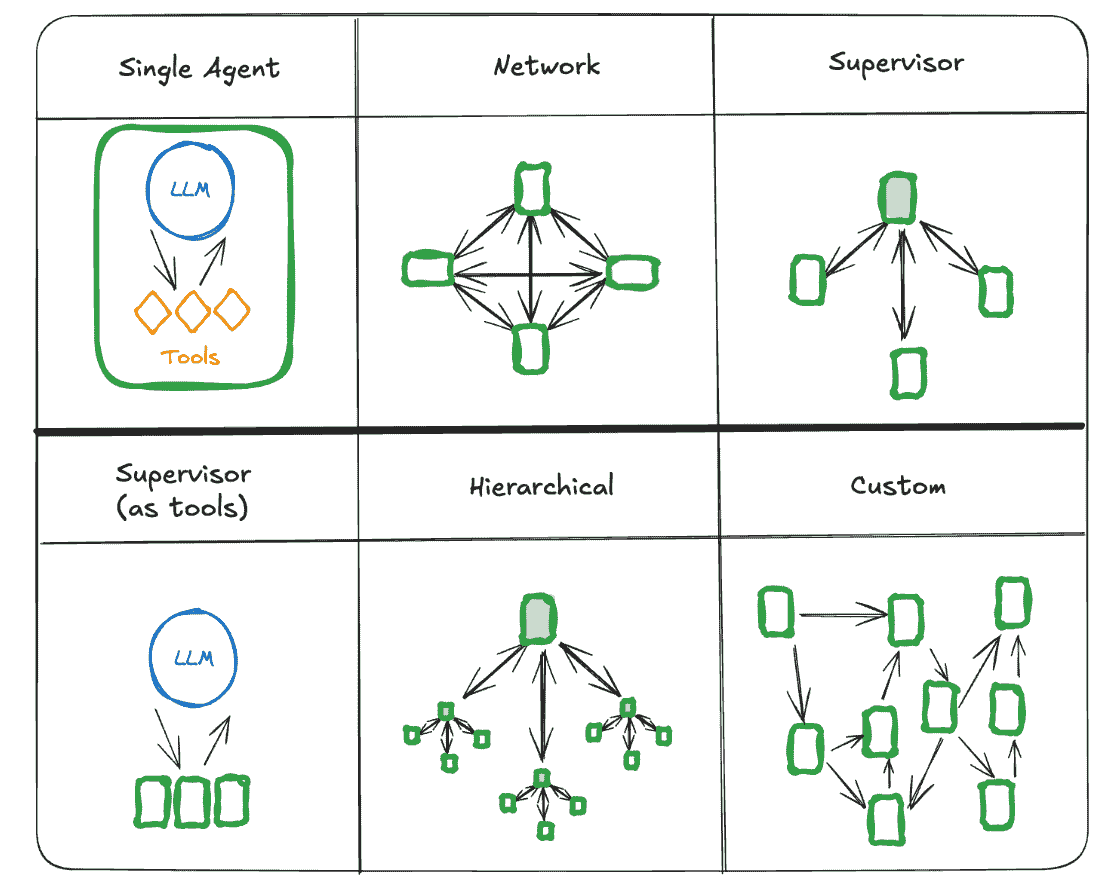 Single Agent
Network
Supervisor
LLM
Tools
Supervisor
(as tools)
Hierarchical
Custom
LLM